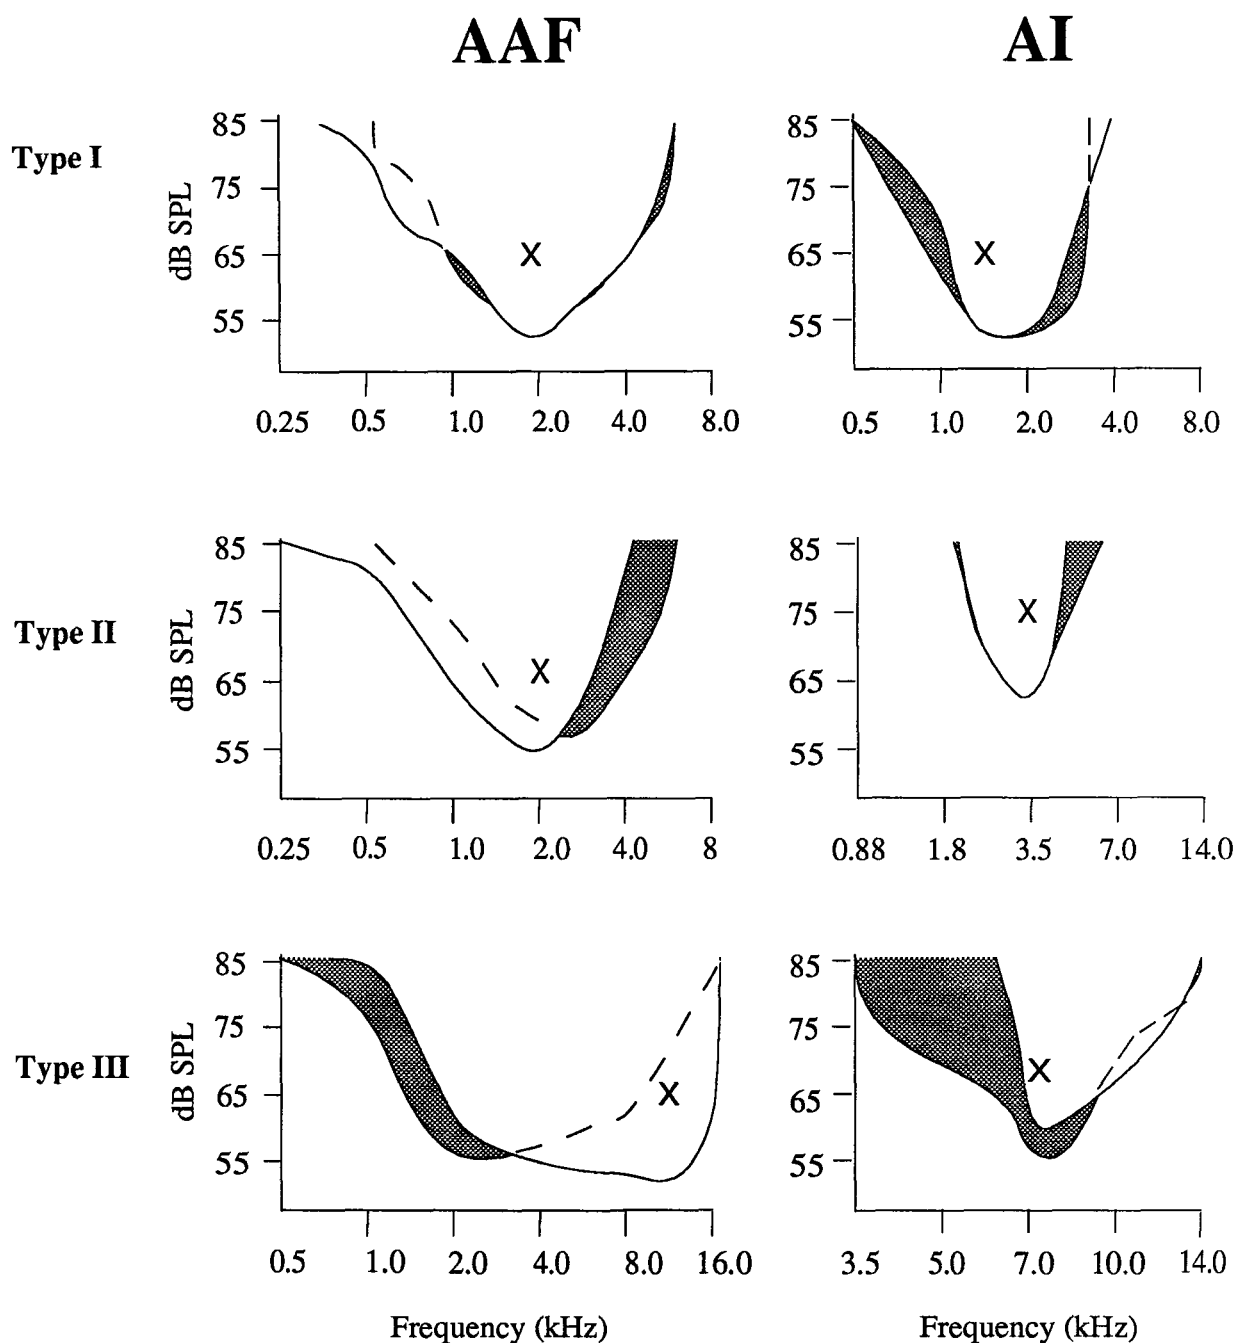 AAF AI
Type I
dB SPL
85
75
65
55
X
0.25 0.5 1.0 2.0 4.0 8.0
85
75
65
55
X
0.5 1.0 2.0 4.0 8.0
Type II
dB SPL
85
75
65
55
X
0.25 0.5 1.0 2.0 4.0 8
85
75
65
55
X
0.88 1.8 3.5 7.0 14.0
Type III
dB SPL
85
75
65
55
X
0.5 1.0 2.0 4.0 8.0 16.0
Frequency (kHz)
85
75
65
55
X
3.5 5.0 7.0 10.0 14.0
Frequency (kHz)